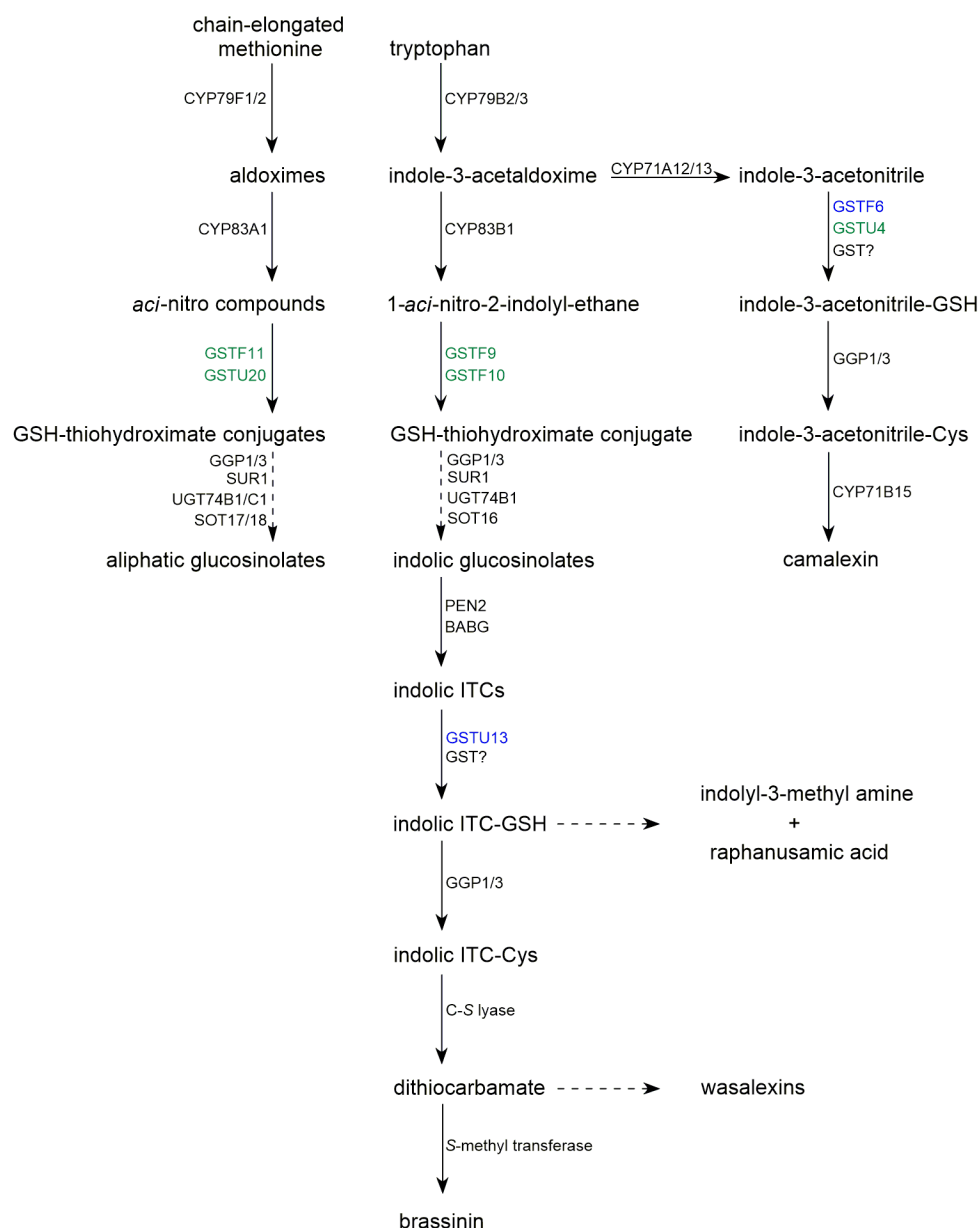 chain-elongated
methionine
tryptophan
CYP79F1/2
CYP79B2/3
aldoximes
indole-3-acetaldoxime
CYP71A12/13
indole-3-acetonitrile
CYP83A1
CYP83B1
GSTF6
GSTU4
GST?
aci-nitro compounds
1-aci-nitro-2-indolyl-ethane
indole-3-acetonitrile-GSH
GSTF11
GSTU20
GSTF9
GSTF10
GGP1/3
GSH-thiohydroximate conjugates
GSH-thiohydroximate conjugate
indole-3-acetonitrile-Cys
GGP1/3
SUR1
UGT74B1/C1
SOT17/18
GGP1/3
SUR1
UGT74B1
SOT16
CYP71B15
aliphatic glucosinolates
indolic glucosinolates
camalexin
PEN2
BABG
indolic ITCs
GSTU13
GST?
indolic ITC-GSH
indolyl-3-methyl amine
+
raphanusamic acid
GGP1/3
indolic ITC-Cys
C-S lyase
dithiocarbamate
wasalexins
S-methyl transferase
brassinin